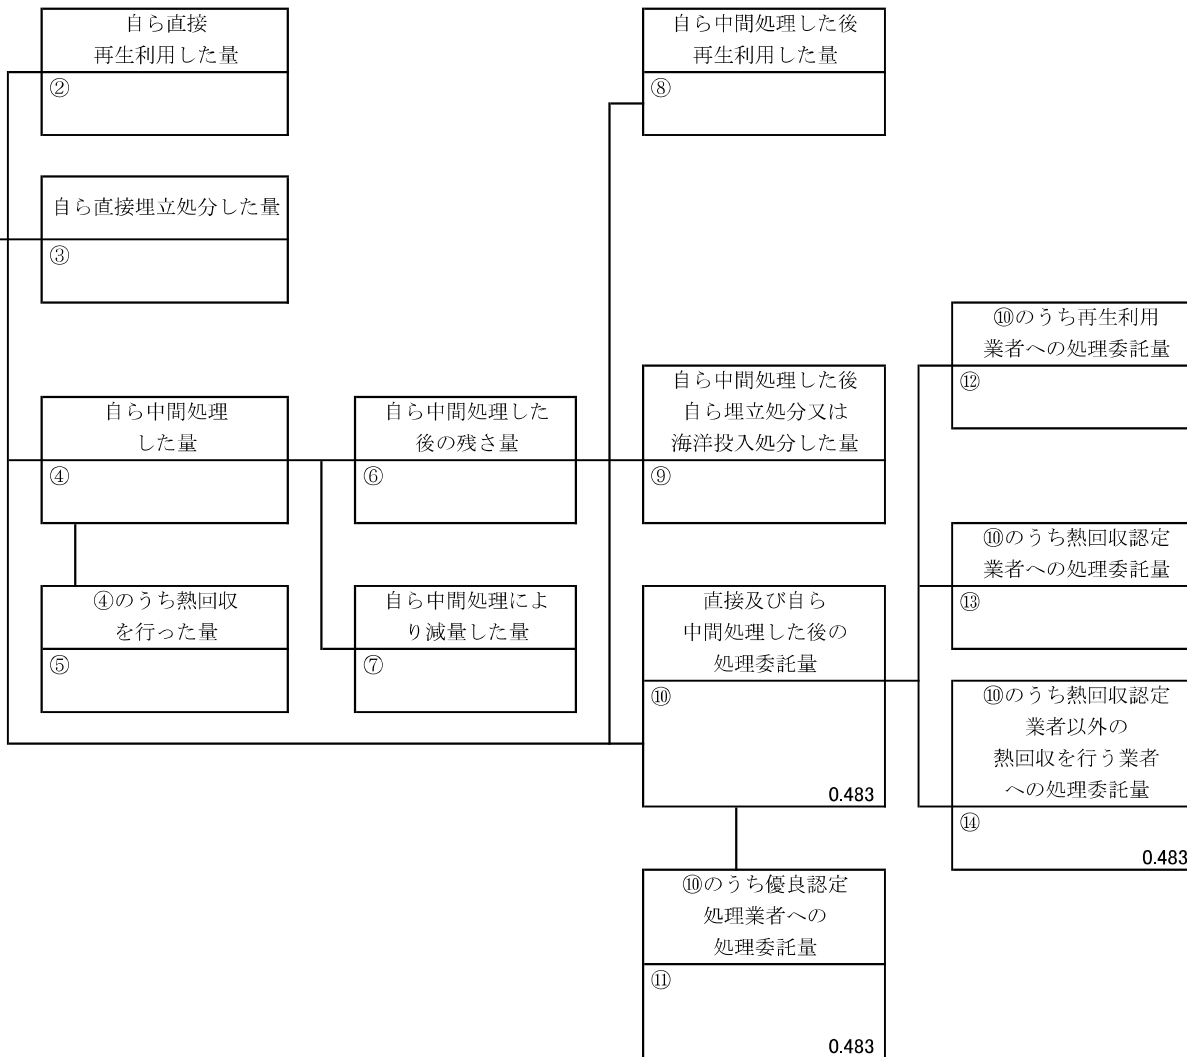 自ら直接
再生利用した量
②
自ら中間処理した後
再生利用した量
⑧
自ら直接埋立処分した量
③
⑩のうち再生利用
業者への処理委託量
⑫
自ら中間処理
した量
④
自ら中間処理した
後の残さ量
⑥
自ら中間処理した後
自ら埋立処分又は
海洋投入処分した量
⑨
⑩のうち熱回収認定
業者への処理委託量
⑬
④のうち熱回収
を行った量
⑤
自ら中間処理によ
り減量した量
⑦
直接及び自ら
中間処理した後の
処理委託量
⑩
0.483
⑩のうち熱回収認定
業者以外の
熱回収を行う業者
への処理委託量
⑭
0.483
⑩のうち優良認定
処理業者への
処理委託量
⑪
0.483